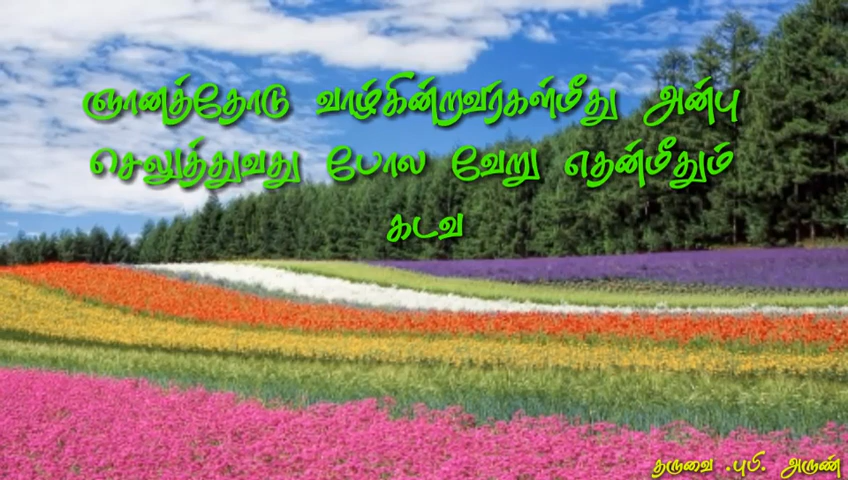 ஞானத்தோடு வாழ்கின்றவர்கள்மீது அன்பு
செலுத்துவது போல வேறு எதன்மீதும்
கடவ
தருவை .புபி. அருண்